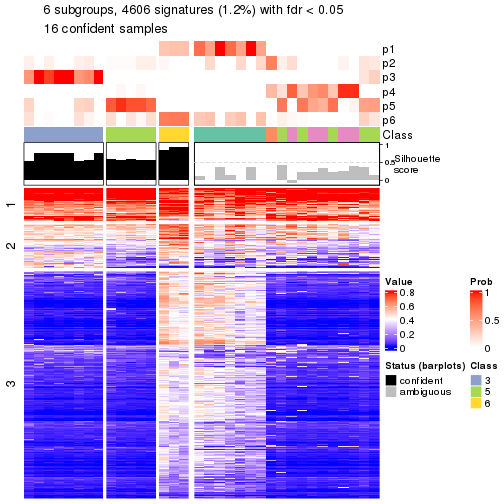 6 subgroups, 4606 signatures (1.2%) with fdr < 0.05
16 confident samples
p1
p2
p3
p4
p5
p6
Class
1
0.5
0
Silhouette
score
1
2
3
Value
0.8
0.6
0.4
0.2
0
Prob
1
0.5
0
Status (barplots)
confident
ambiguous
Class
3
5
6